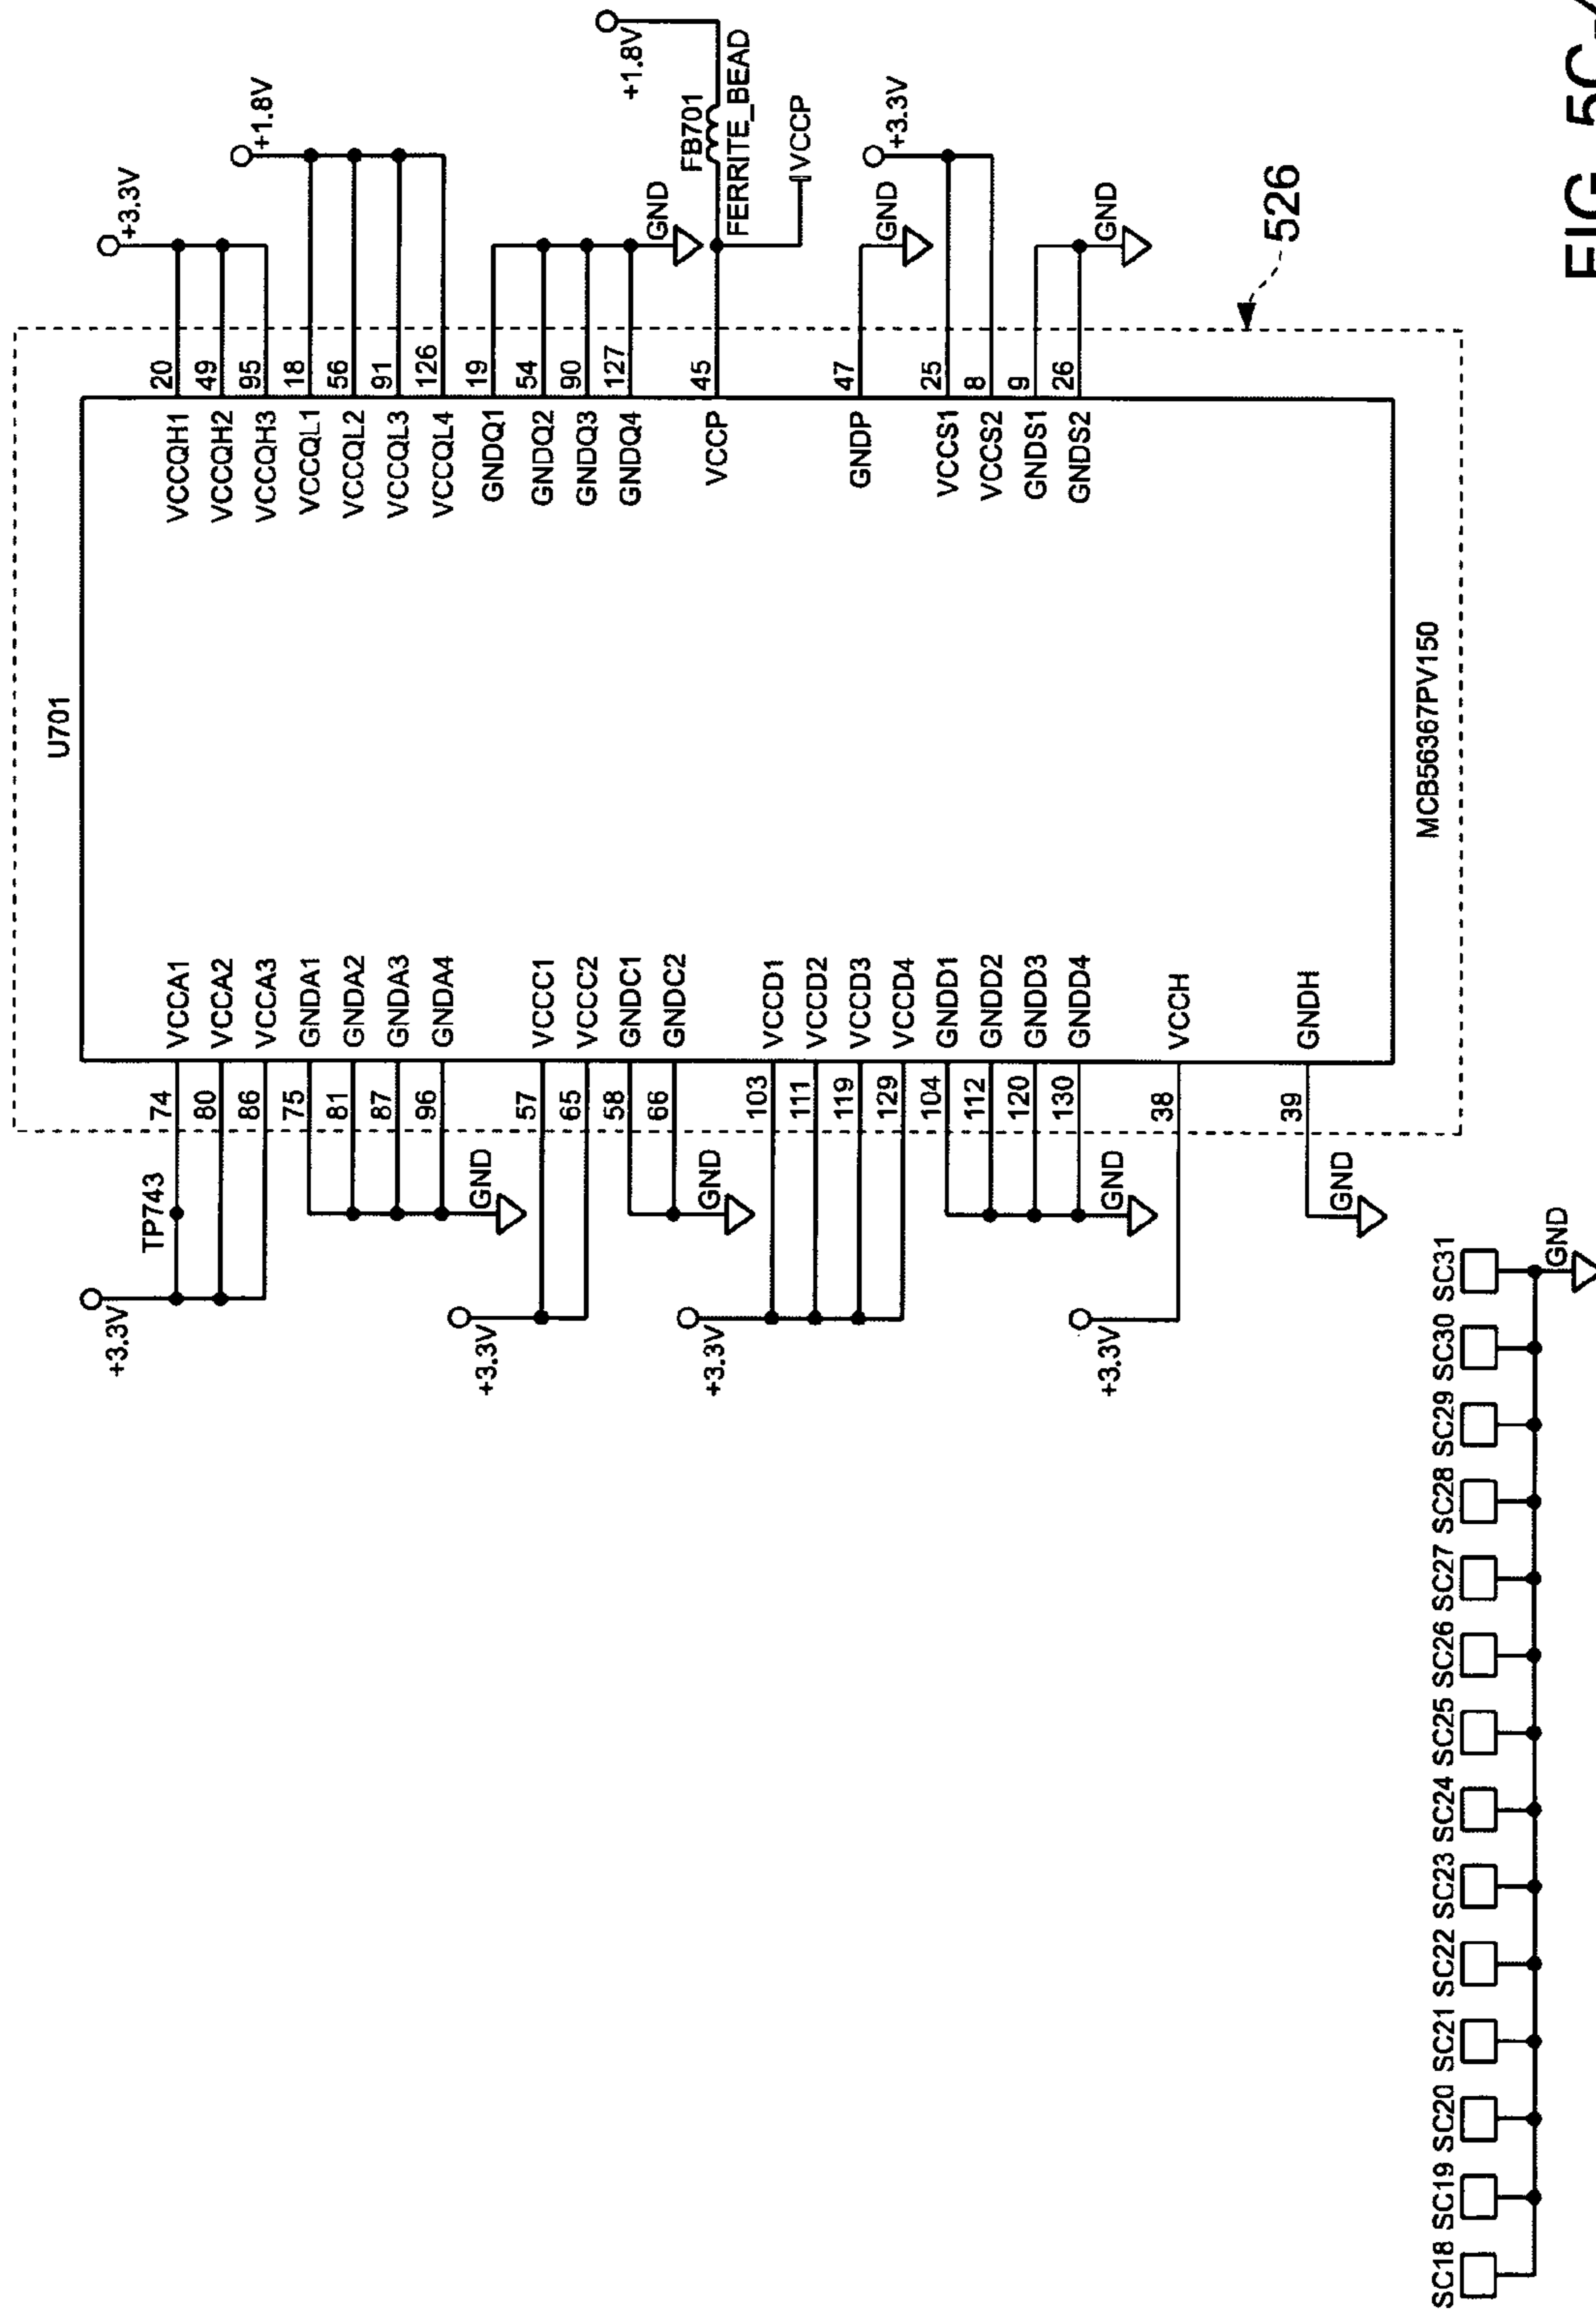 U701
+3.3V
TP743
74 VCCA1
80 VCCA2
86 VCCA3
75 GNDA1
81 GNDA2
87 GNDA3
96 GNDA4
GND
+3.3V
57 VCCC1
65 VCCC2
58 GNDC1
66 GNDC2
GND
+3.3V
103 VCCD1
111 VCCD2
119 VCCD3
129 VCCD4
104 GNDD1
112 GNDD2
120 GNDD3
130 GNDD4
GND
+3.3V
38 VCCH
39 GNDH
GND
+3.3V
VCCQH1 20
VCCQH2 49
VCCQH3 95
+1.8V
VCCQL1 18
VCCQL2 56
VCCQL3 91
VCCQL4 126
GNDQ1 19
GNDQ2 54
GNDQ3 90
GNDQ4 127
GND
+1.8V
FB701
FERRITE_BEAD
VCCP 45
VCCP
GNDP 47
GND
+3.3V
VCCS1 25
VCCS2 8
GNDS1 9
GNDS2 26
GND
526
MCB56367PV150
SC18 SC19 SC20 SC21 SC22 SC23 SC24 SC25 SC26 SC27 SC28 SC29 SC30 SC31
GND